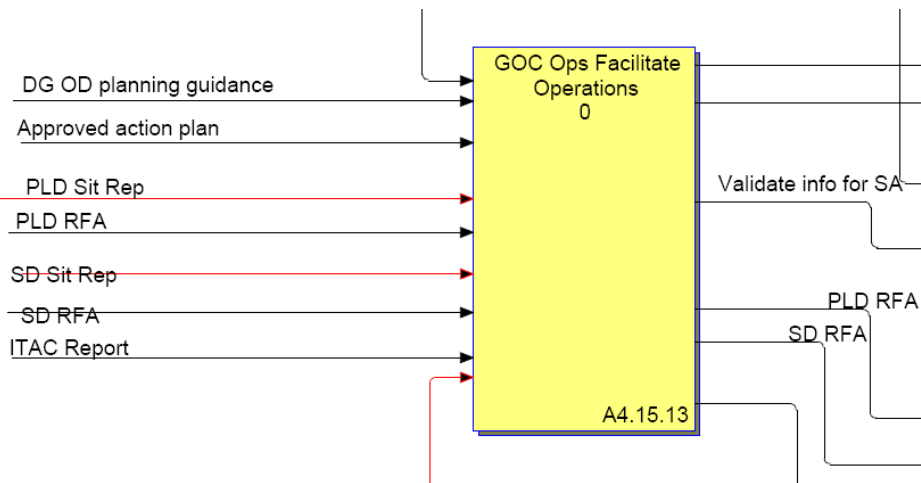 GOC Ops Facilitate
Operations
0
DG OD planning guidance
Approved action plan
PLD Sit Rep
PLD RFA
SD Sit Rep
SD RFA
ITAC Report
Validate info for SA
PLD RFA
SD RFA
A4.15.13